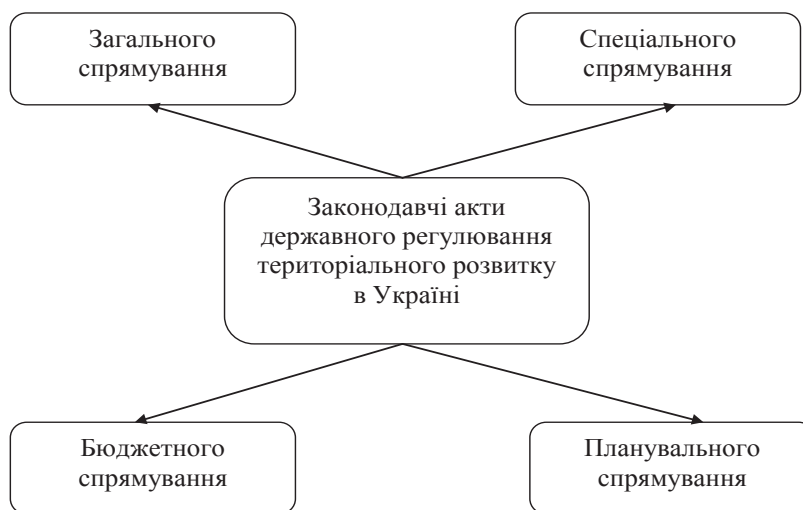 Загального
спрямування
Спеціального
спрямування
Законодавчі акти
державного регулювання
територіального розвитку
в Україні
Бюджетного
спрямування
Планувального
спрямування